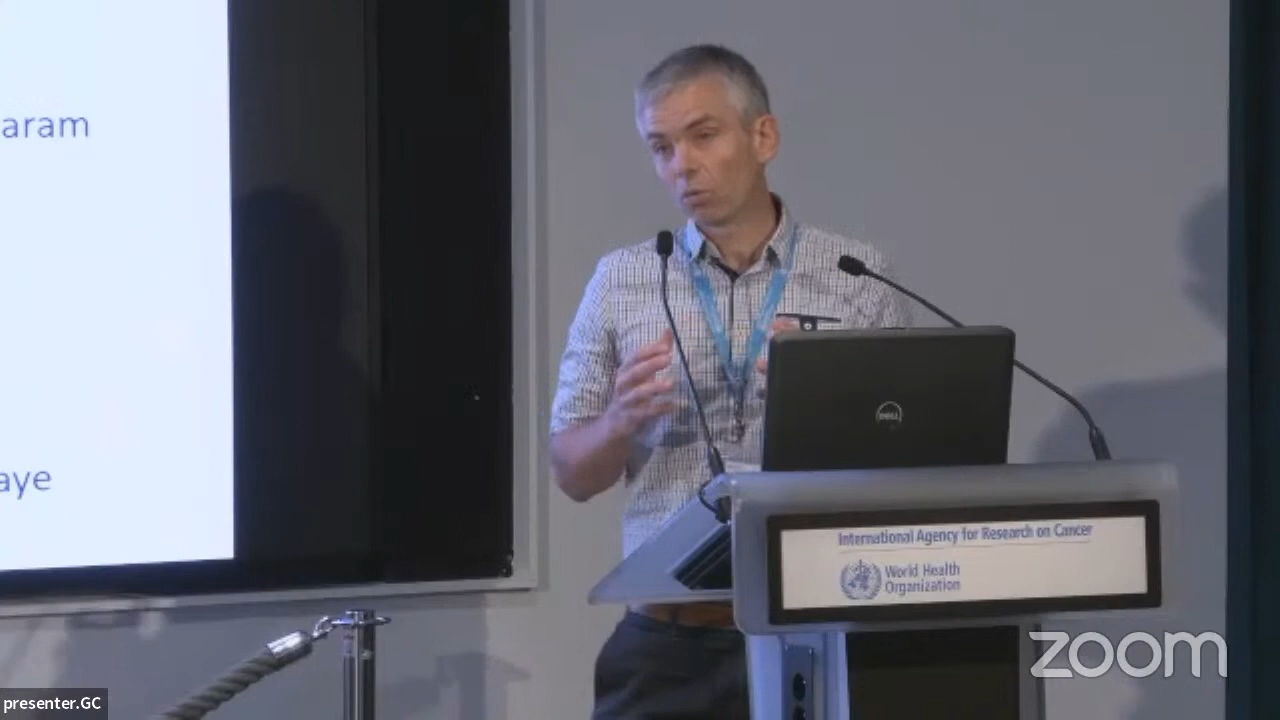 aram
aye
DELL
International Agency for Research on Cancer
World Health
Organization
zoom
presenter.GC